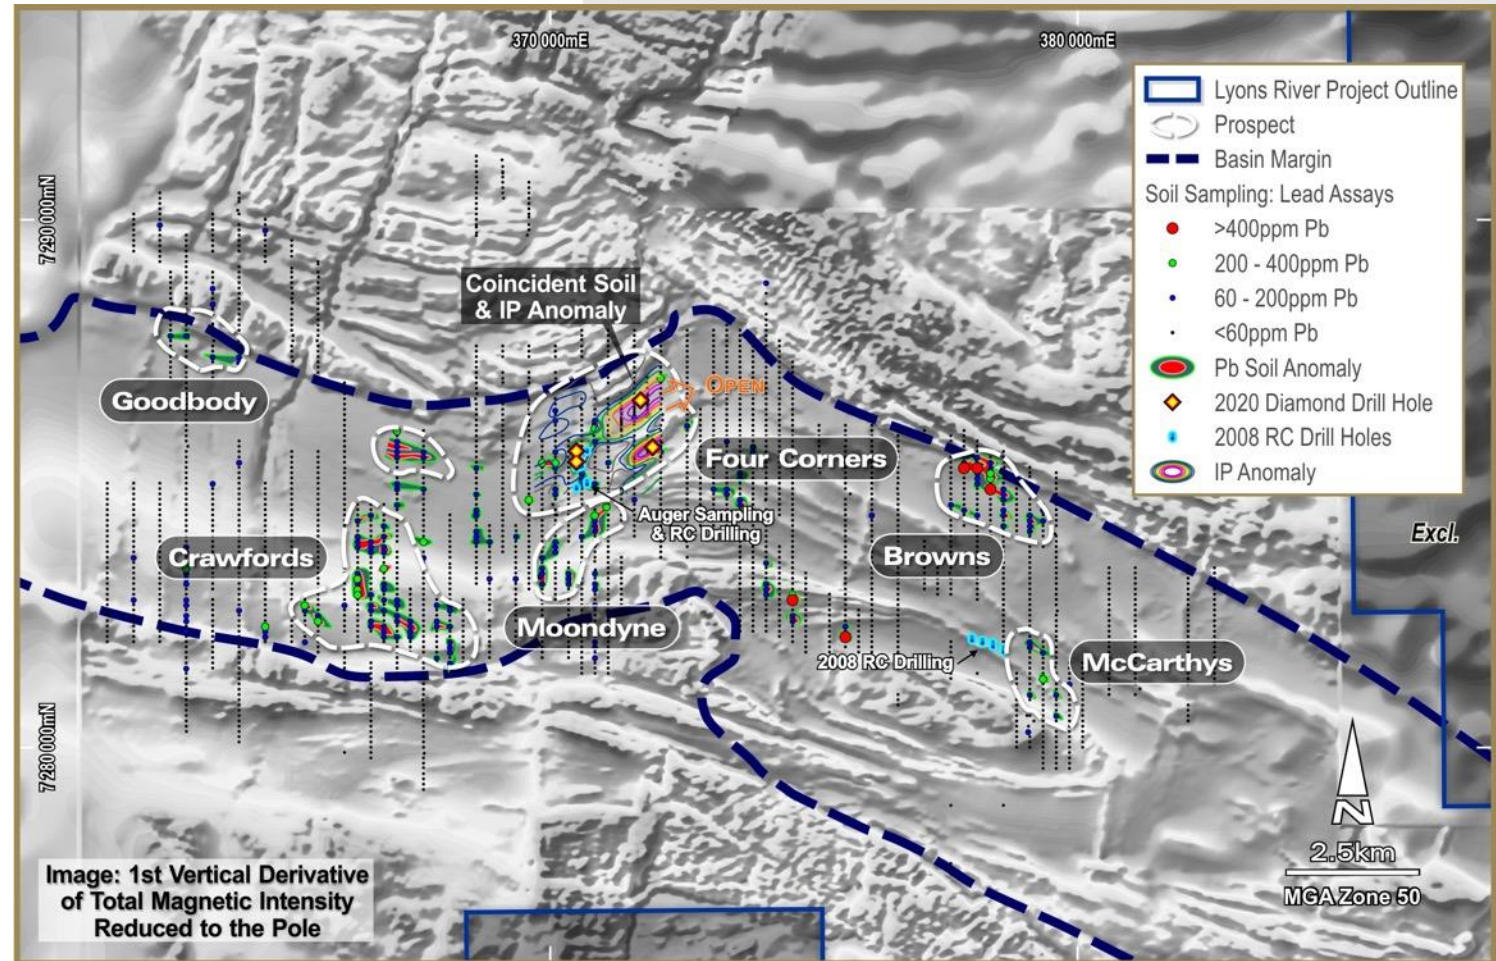 370 000mE
380 000mE
7290 000mN
7280 000mN
Lyons River Project Outline
Prospect
Basin Margin
Soil Sampling: Lead Assays
>400ppm Pb
200 - 400ppm Pb
60 - 200ppm Pb
<60ppm Pb
Pb Soil Anomaly
2020 Diamond Drill Hole
2008 RC Drill Holes
IP Anomaly
Coincident Soil
& IP Anomaly
OPEN
Goodbody
Four Corners
Auger Sampling
& RC Drilling
Crawfords
Browns
Excl.
Moondyne
2008 RC Drilling
McCarthys
N
2.5km
MGA Zone 50
Image: 1st Vertical Derivative
of Total Magnetic Intensity
Reduced to the Pole